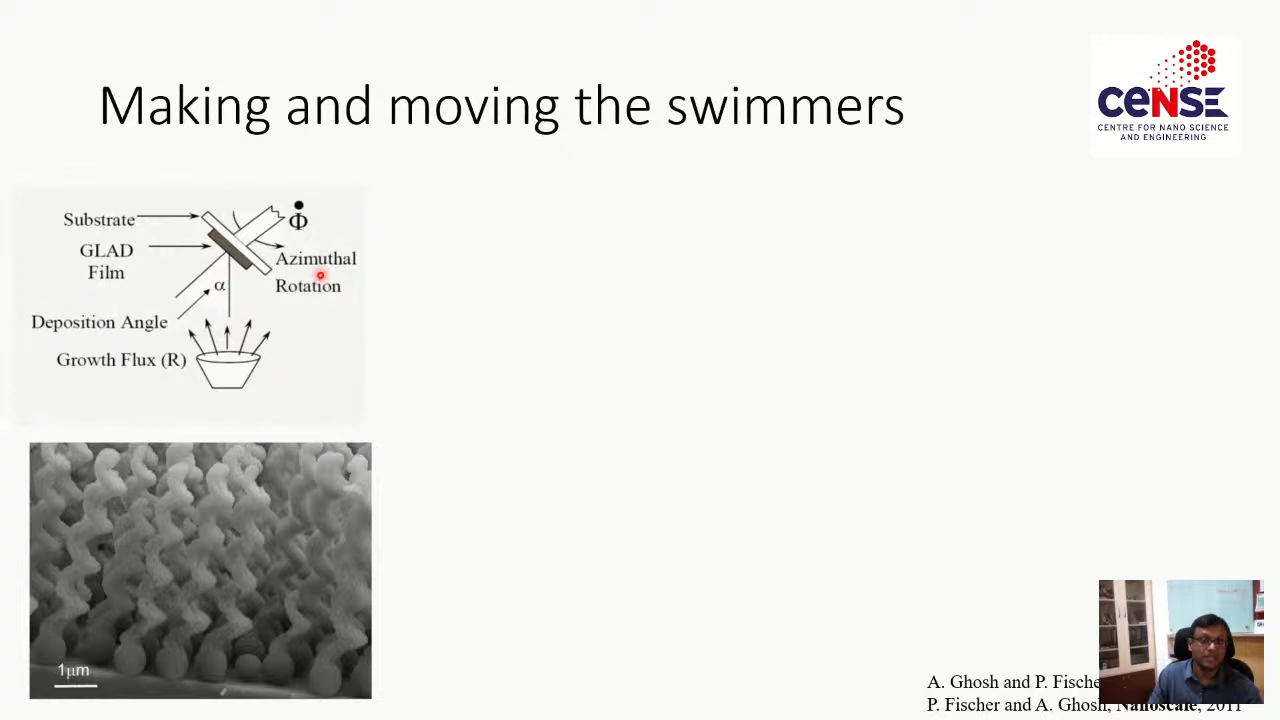 Making and moving the swimmers
CeNSE
CENTRE FOR NANO SCIENCE
AND ENGINEERING
Substrate
Φ
GLAD
Film
Azimuthal
Rotation
α
Deposition Angle
Growth Flux (R)
1μm
A. Ghosh and P. Fische
P. Fischer and A. Ghosh, Nanoscale, 2011